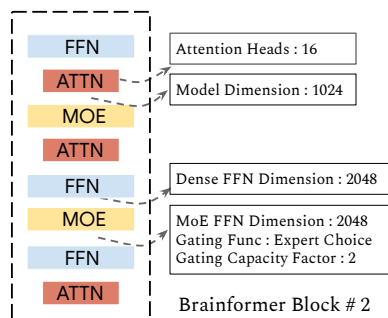 FFN
ATTN
MOE
ATTN
FFN
MOE
FFN
ATTN
Attention Heads : 16
Model Dimension : 1024
Dense FFN Dimension : 2048
MoE FFN Dimension : 2048
Gating Func : Expert Choice
Gating Capacity Factor : 2
Brainformer Block # 2